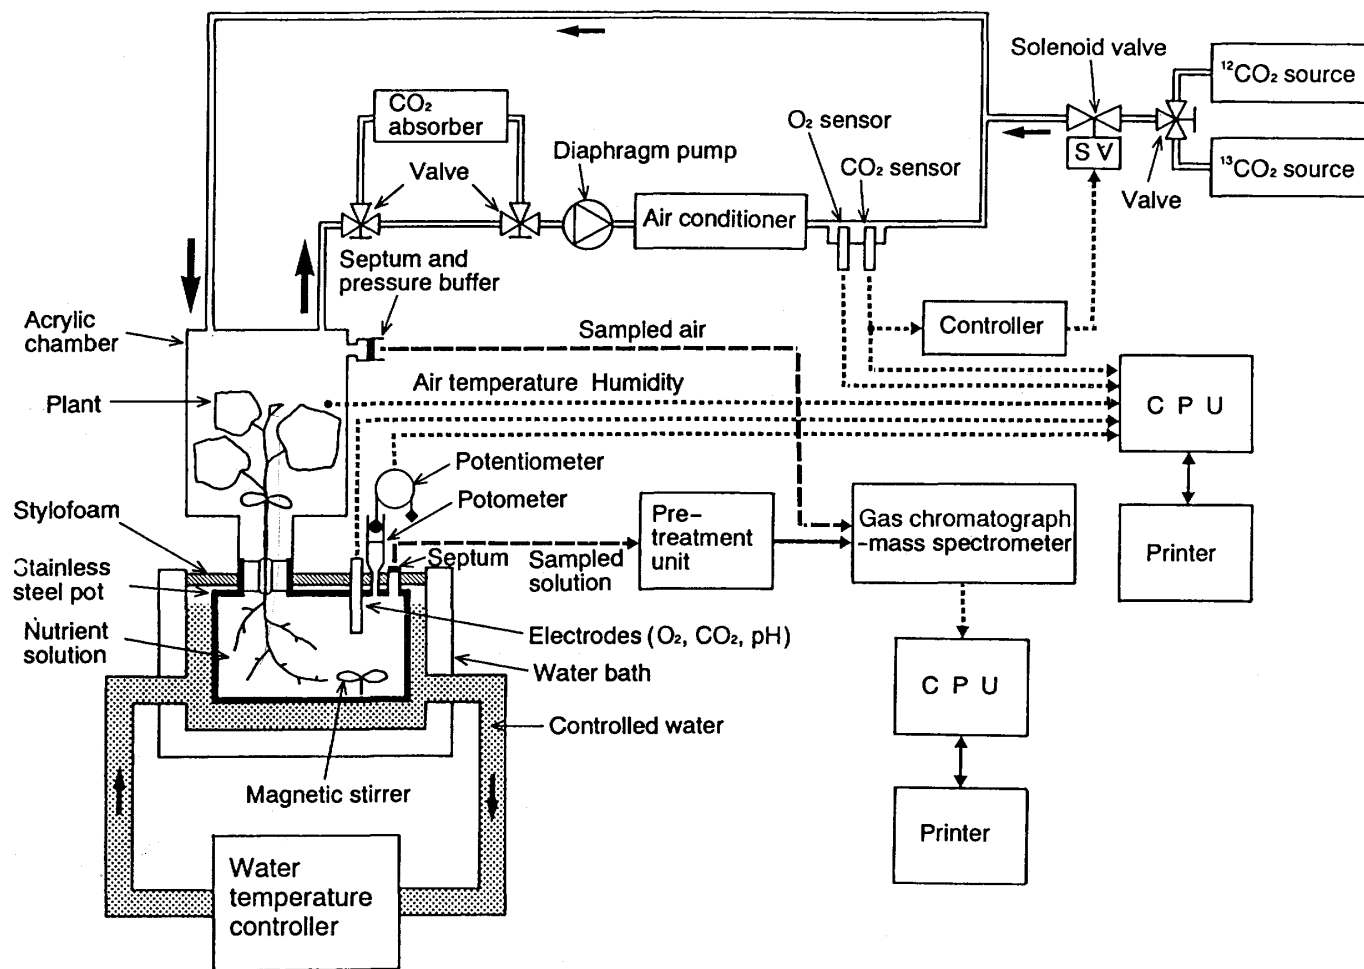 Solenoid valve
¹²CO₂ source
CO₂
absorber
O₂ sensor
Diaphragm pump
CO₂ sensor
S V
¹³CO₂ source
Valve
Valve
Air conditioner
Septum and
pressure buffer
Acrylic
chamber
Sampled air
Controller
Air temperature Humidity
Plant
C P U
Potentiometer
Potometer
Stylofoam
Septum
Sampled
solution
Pre-
treatment
unit
Gas chromatograph
-mass spectrometer
Printer
Stainless
steel pot
Nutrient
solution
Electrodes (O₂, CO₂, pH)
Water bath
C P U
Controlled water
Magnetic stirrer
Printer
Water
temperature
controller